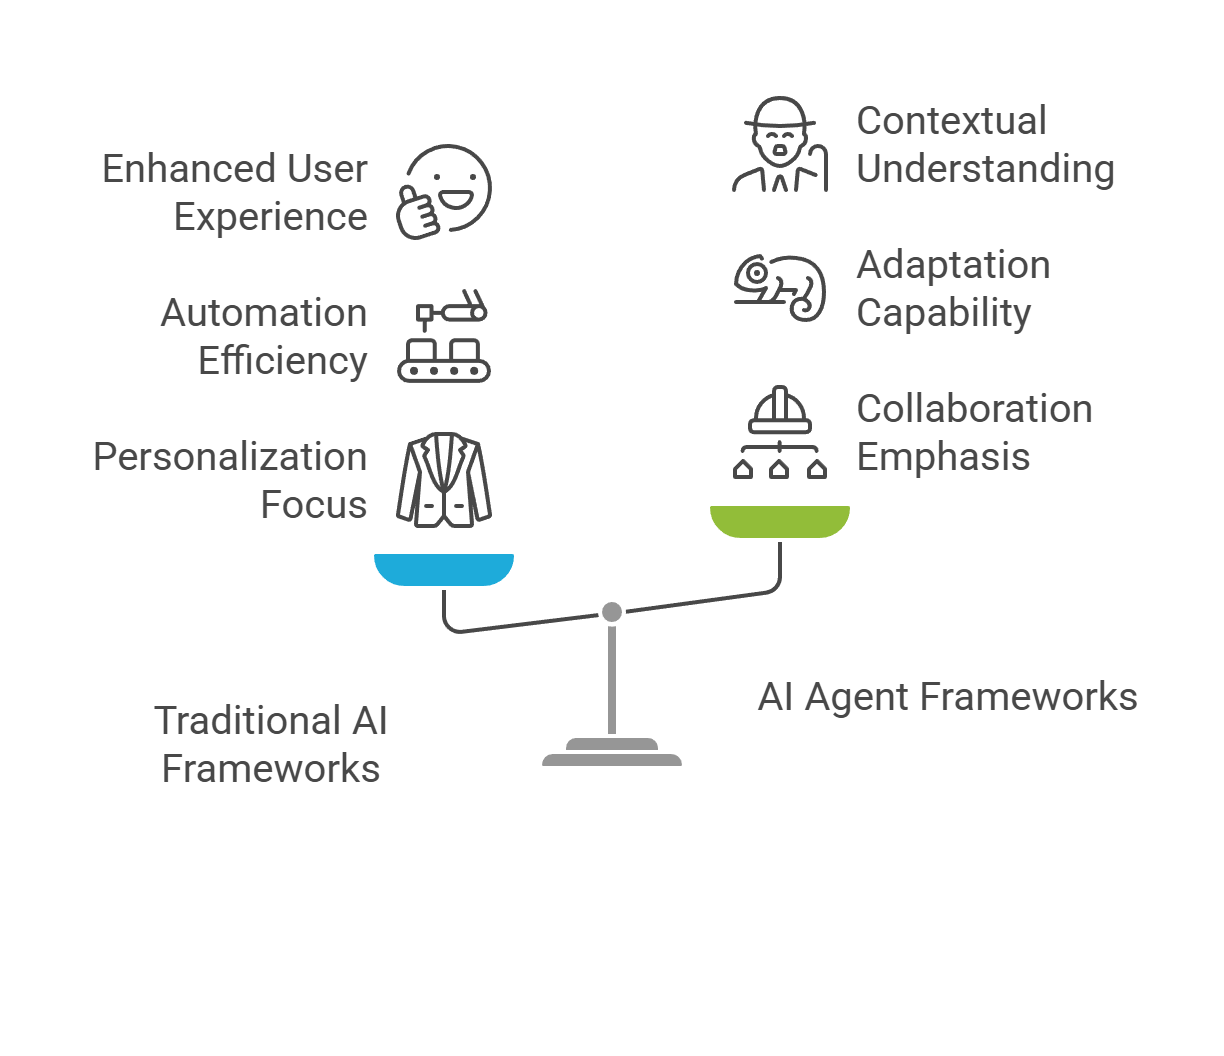 Enhanced User
Experience
Automation
Efficiency
Personalization
Focus
Contextual
Understanding
Adaptation
Capability
Collaboration
Emphasis
Traditional AI
Frameworks
AI Agent Frameworks